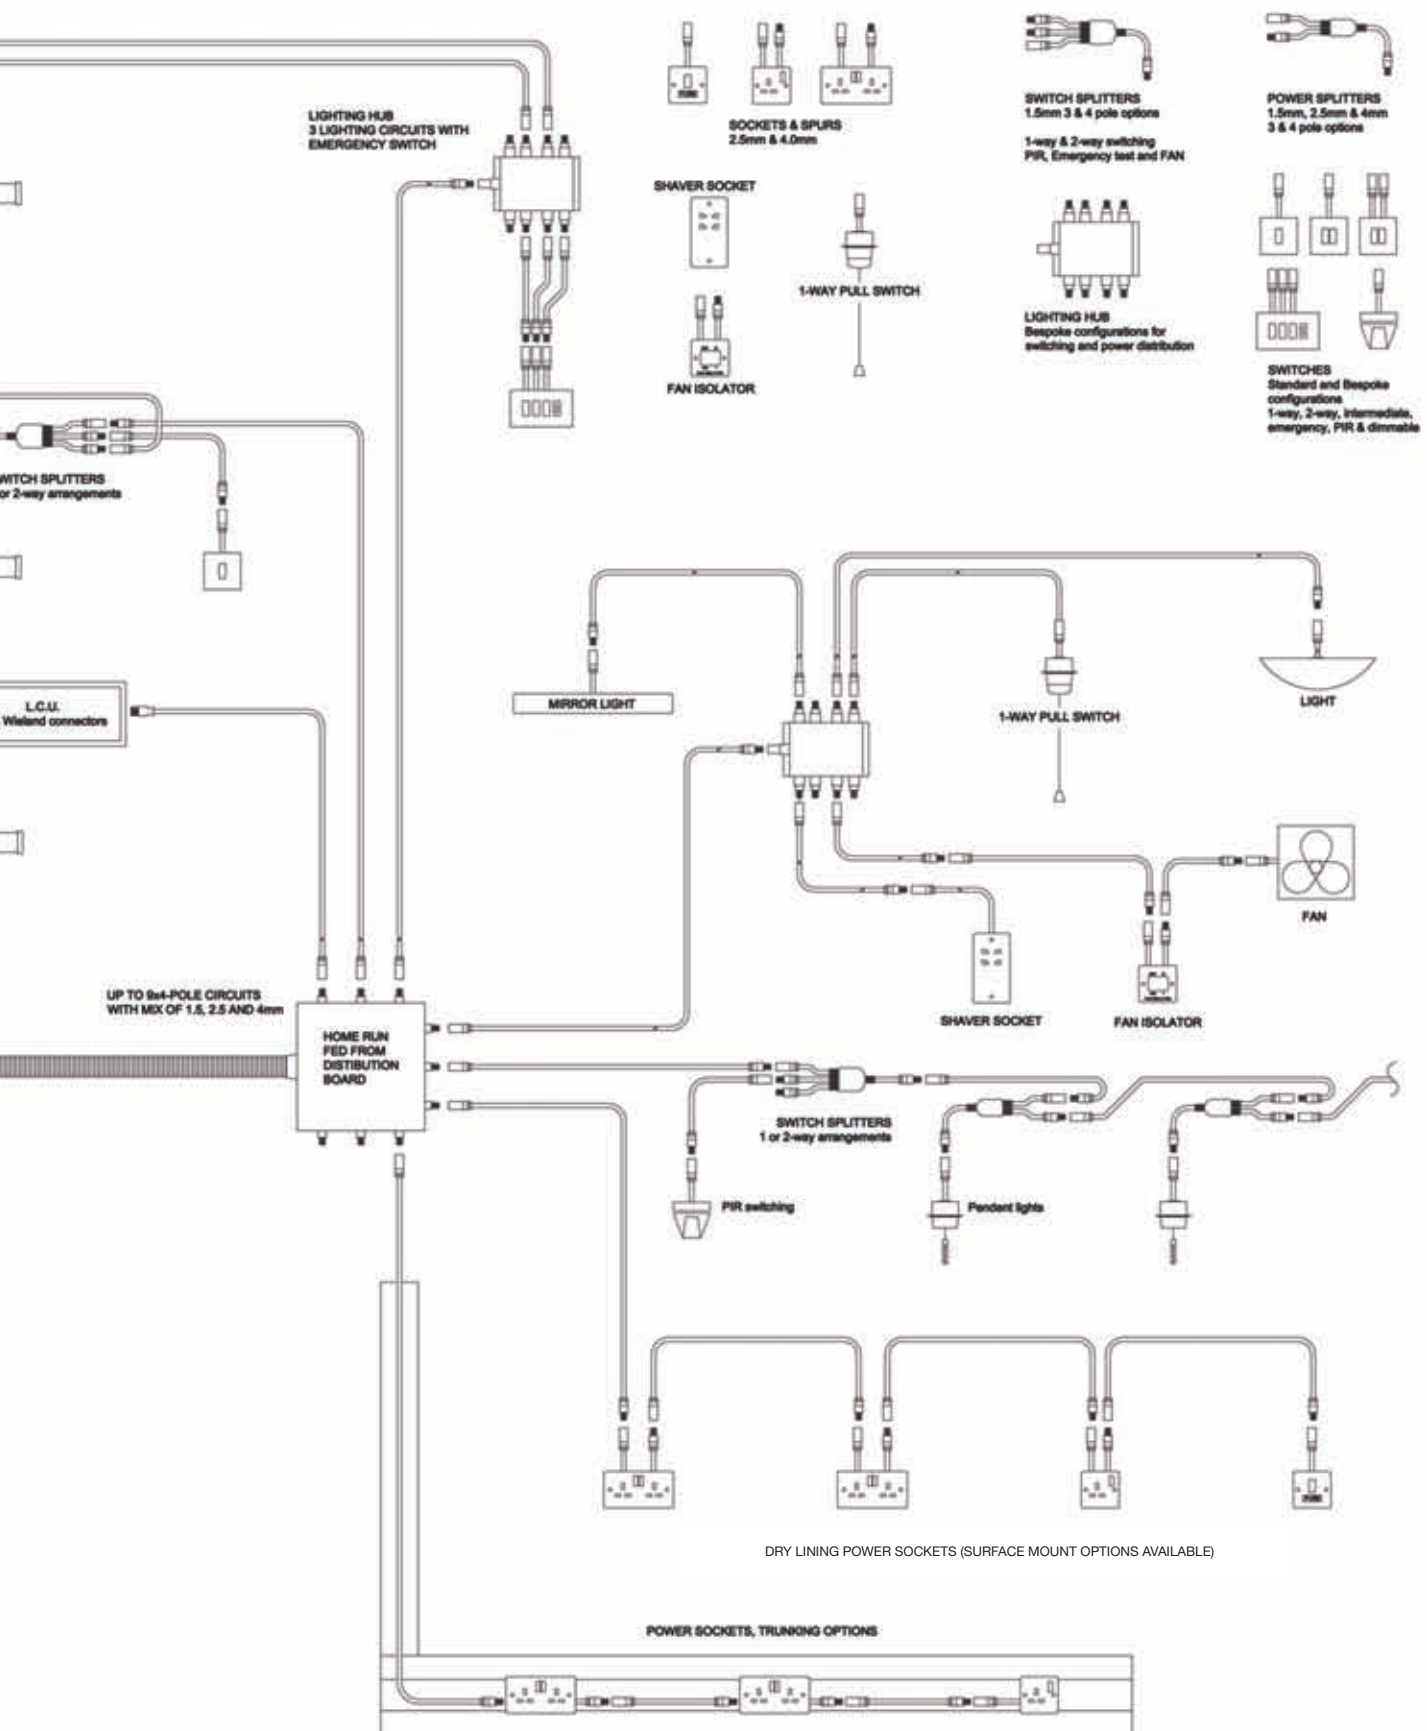 LIGHTING HUB
3 LIGHTING CIRCUITS WITH
EMERGENCY SWITCH
SOCKETS & SPURS
2.5mm & 4.0mm
SWITCH SPLITTERS
1.5mm 3 & 4 pole options
1-way & 2-way switching
PIR, Emergency test and FAN
POWER SPLITTERS
1.5mm, 2.5mm & 4mm
3 & 4 pole options
SHAVER SOCKET
1-WAY PULL SWITCH
FAN ISOLATOR
LIGHTING HUB
Bespoke configurations for
switching and power distribution
SWITCHES
Standard and Bespoke
configurations
1-way, 2-way, intermediate,
emergency, PIR & dimmable
WITCH SPLITTERS
or 2-way arrangements
L.C.U.
Wieland connectors
MIRROR LIGHT
1-WAY PULL SWITCH
LIGHT
FAN
SHAVER SOCKET
FAN ISOLATOR
UP TO 9x4-POLE CIRCUITS
WITH MIX OF 1.5, 2.5 AND 4mm
HOME RUN
FED FROM
DISTIBUTION
BOARD
SWITCH SPLITTERS
1 or 2-way arrangements
PIR switching
Pendent lights
DRY LINING POWER SOCKETS (SURFACE MOUNT OPTIONS AVAILABLE)
POWER SOCKETS, TRUNKING OPTIONS